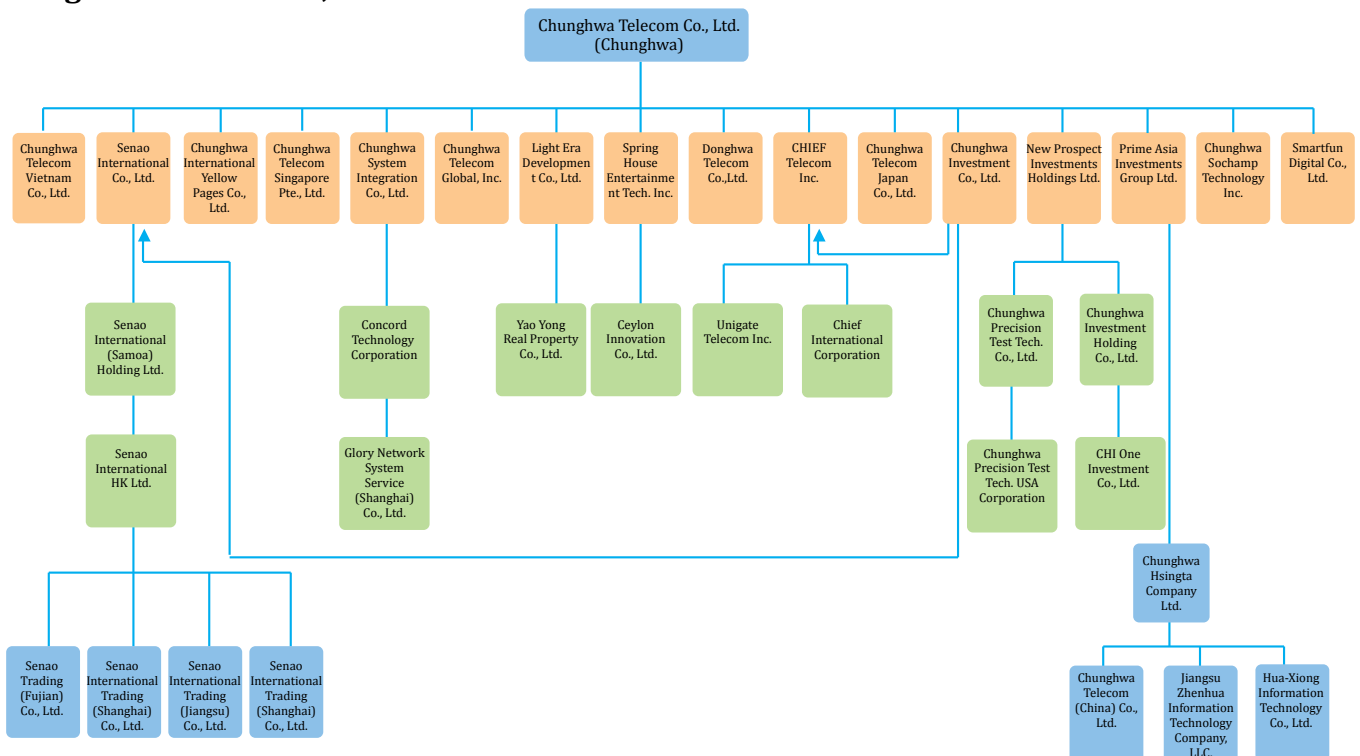 Chunghwa Telecom Co., Ltd.
(Chunghwa)
Chunghwa
Telecom
Vietnam
Co., Ltd.
Senao
International
Co., Ltd.
Chunghwa
International
Yellow
Pages Co.,
Ltd.
Chunghwa
Telecom
Singapore
Pte., Ltd.
Chunghwa
System
Integration
Co., Ltd.
Chunghwa
Telecom
Global, Inc.
Light Era
Developmen
t Co., Ltd.
Spring
House
Entertainme
nt Tech. Inc.
Donghwa
Telecom
Co.,Ltd.
CHIEF
Telecom
Inc.
Chunghwa
Telecom
Japan
Co., Ltd.
Chunghwa
Investment
Co., Ltd.
New Prospect
Investments
Holdings Ltd.
Prime Asia
Investments
Group Ltd.
Chunghwa
Sochamp
Technology
Inc.
Smartfun
Digital Co.,
Ltd.
Senao
International
(Samoa)
Holding Ltd.
Concord
Technology
Corporation
Yao Yong
Real Property
Co., Ltd.
Ceylon
Innovation
Co., Ltd.
Unigate
Telecom Inc.
Chief
International
Corporation
Chunghwa
Precision
Test Tech.
Co., Ltd.
Chunghwa
Investment
Holding
Co., Ltd.
Senao
International
HK Ltd.
Glory Network
System
Service
(Shanghai)
Co., Ltd.
Chunghwa
Precision Test
Tech. USA
Corporation
CHI One
Investment
Co., Ltd.
Chunghwa
Hsingta
Company
Ltd.
Senao
Trading
(Fujian)
Co., Ltd.
Senao
International
Trading
(Shanghai)
Co., Ltd.
Senao
International
Trading
(Jiangsu)
Co., Ltd.
Senao
International
Trading
(Shanghai)
Co., Ltd.
Chunghwa
Telecom
(China) Co.,
Ltd.
Jiangsu
Zhenhua
Information
Technology
Company,
LLC.
Hua-Xiong
Information
Technology
Co., Ltd.